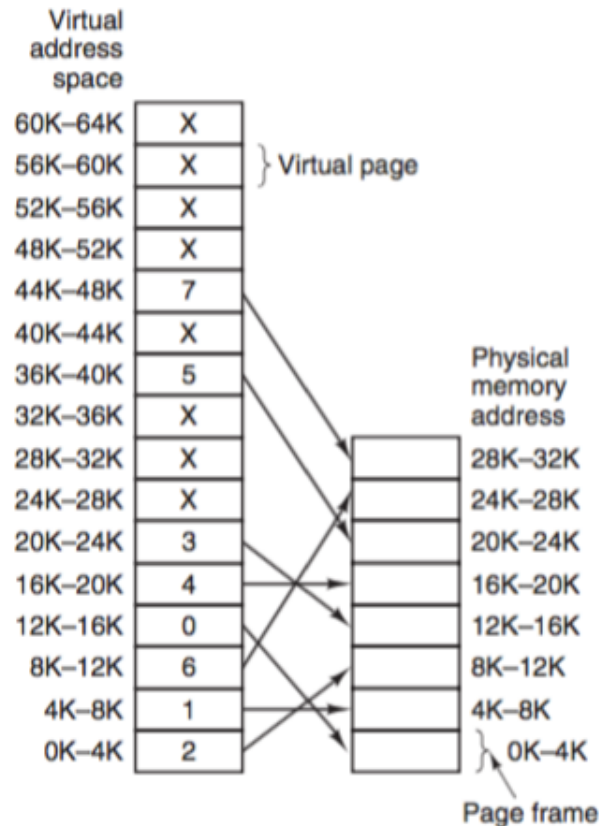 Virtual
address
space
60K–64K X
56K–60K X Virtual page
52K–56K X
48K–52K X
44K–48K 7
40K–44K X
36K–40K 5
32K–36K X
28K–32K X
24K–28K X
20K–24K 3
16K–20K 4
12K–16K 0
8K–12K 6
4K–8K 1
0K–4K 2
Physical
memory
address
28K–32K
24K–28K
20K–24K
16K–20K
12K–16K
8K–12K
4K–8K
0K–4K
Page frame